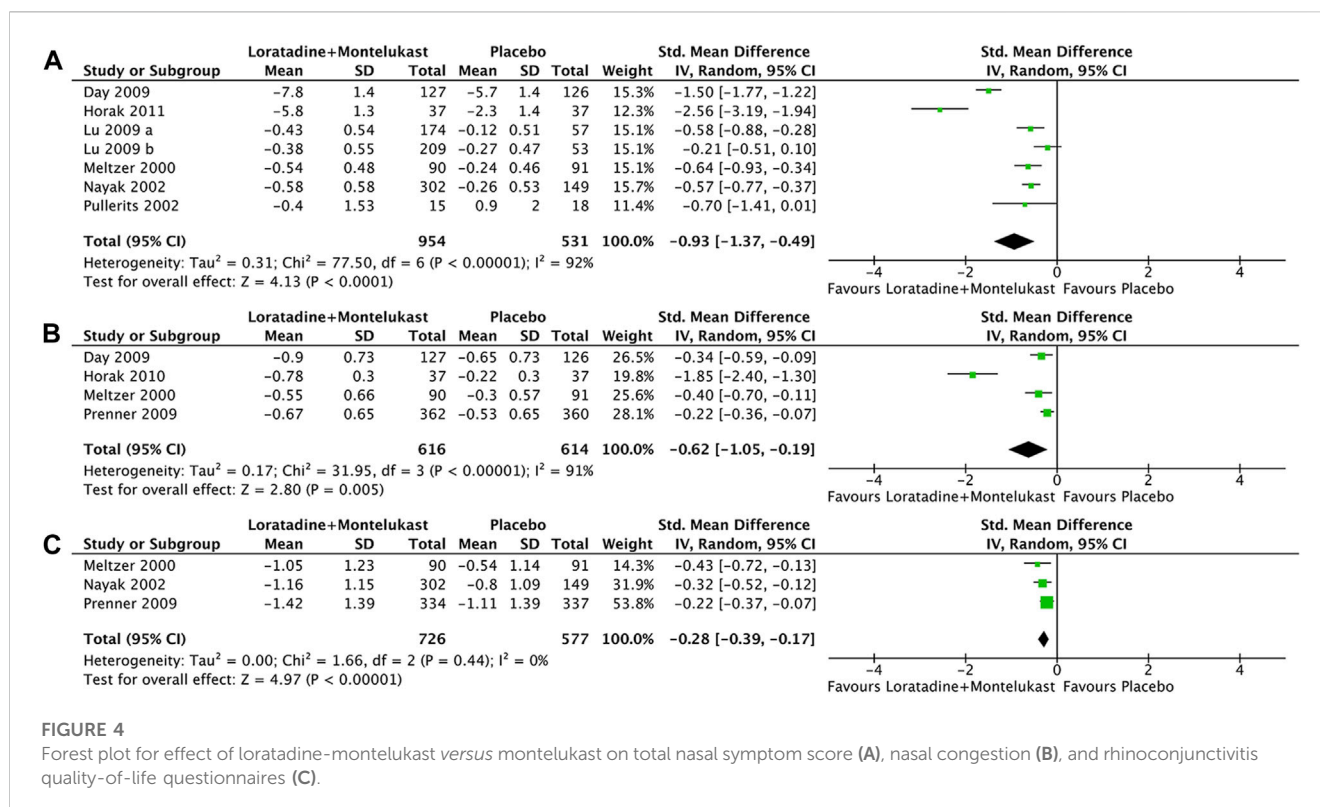 A
Loratadine+Montelukast Placebo Std. Mean Difference Std. Mean Difference
Study or Subgroup Mean SD Total Mean SD Total Weight IV, Random, 95% CI IV, Random, 95% CI
Day 2009 −7.8 1.4 127 −5.7 1.4 126 15.3% −1.50 [−1.77, −1.22]
Horak 2011 −5.8 1.3 37 −2.3 1.4 37 12.3% −2.56 [−3.19, −1.94]
Lu 2009 a −0.43 0.54 174 −0.12 0.51 57 15.1% −0.58 [−0.88, −0.28]
Lu 2009 b −0.38 0.55 209 −0.27 0.47 53 15.1% −0.21 [−0.51, 0.10]
Meltzer 2000 −0.54 0.48 90 −0.24 0.46 91 15.1% −0.64 [−0.93, −0.34]
Nayak 2002 −0.58 0.58 302 −0.26 0.53 149 15.7% −0.57 [−0.77, −0.37]
Pullerits 2002 −0.4 1.53 15 0.9 2 18 11.4% −0.70 [−1.41, 0.01]
Total (95% CI) 954 531 100.0% −0.93 [−1.37, −0.49]
Heterogeneity: Tau² = 0.31; Chi² = 77.50, df = 6 (P < 0.00001); I² = 92%
Test for overall effect: Z = 4.13 (P < 0.0001)
−4 −2 0 2 4
Favours Loratadine+Montelukast Favours Placebo
B
Loratadine+Montelukast Placebo Std. Mean Difference Std. Mean Difference
Study or Subgroup Mean SD Total Mean SD Total Weight IV, Random, 95% CI IV, Random, 95% CI
Day 2009 −0.9 0.73 127 −0.65 0.73 126 26.5% −0.34 [−0.59, −0.09]
Horak 2010 −0.78 0.3 37 −0.22 0.3 37 19.8% −1.85 [−2.40, −1.30]
Meltzer 2000 −0.55 0.66 90 −0.3 0.57 91 25.6% −0.40 [−0.70, −0.11]
Prenner 2009 −0.67 0.65 362 −0.53 0.65 360 28.1% −0.22 [−0.36, −0.07]
Total (95% CI) 616 614 100.0% −0.62 [−1.05, −0.19]
Heterogeneity: Tau² = 0.17; Chi² = 31.95, df = 3 (P < 0.00001); I² = 91%
Test for overall effect: Z = 2.80 (P = 0.005)
−4 −2 0 2 4
Favours Loratadine+Montelukast Favours Placebo
C
Loratadine+Montelukast Placebo Std. Mean Difference Std. Mean Difference
Study or Subgroup Mean SD Total Mean SD Total Weight IV, Random, 95% CI IV, Random, 95% CI
Meltzer 2000 −1.05 1.23 90 −0.54 1.14 91 14.3% −0.43 [−0.72, −0.13]
Nayak 2002 −1.16 1.15 302 −0.8 1.09 149 31.9% −0.32 [−0.52, −0.12]
Prenner 2009 −1.42 1.39 334 −1.11 1.39 337 53.8% −0.22 [−0.37, −0.07]
Total (95% CI) 726 577 100.0% −0.28 [−0.39, −0.17]
Heterogeneity: Tau² = 0.00; Chi² = 1.66, df = 2 (P = 0.44); I² = 0%
Test for overall effect: Z = 4.97 (P < 0.00001)
−4 −2 0 2 4
Favours Loratadine+Montelukast Favours Placebo
FIGURE 4
Forest plot for effect of loratadine-montelukast versus montelukast on total nasal symptom score (A), nasal congestion (B), and rhinoconjunctivitis
quality-of-life questionnaires (C).